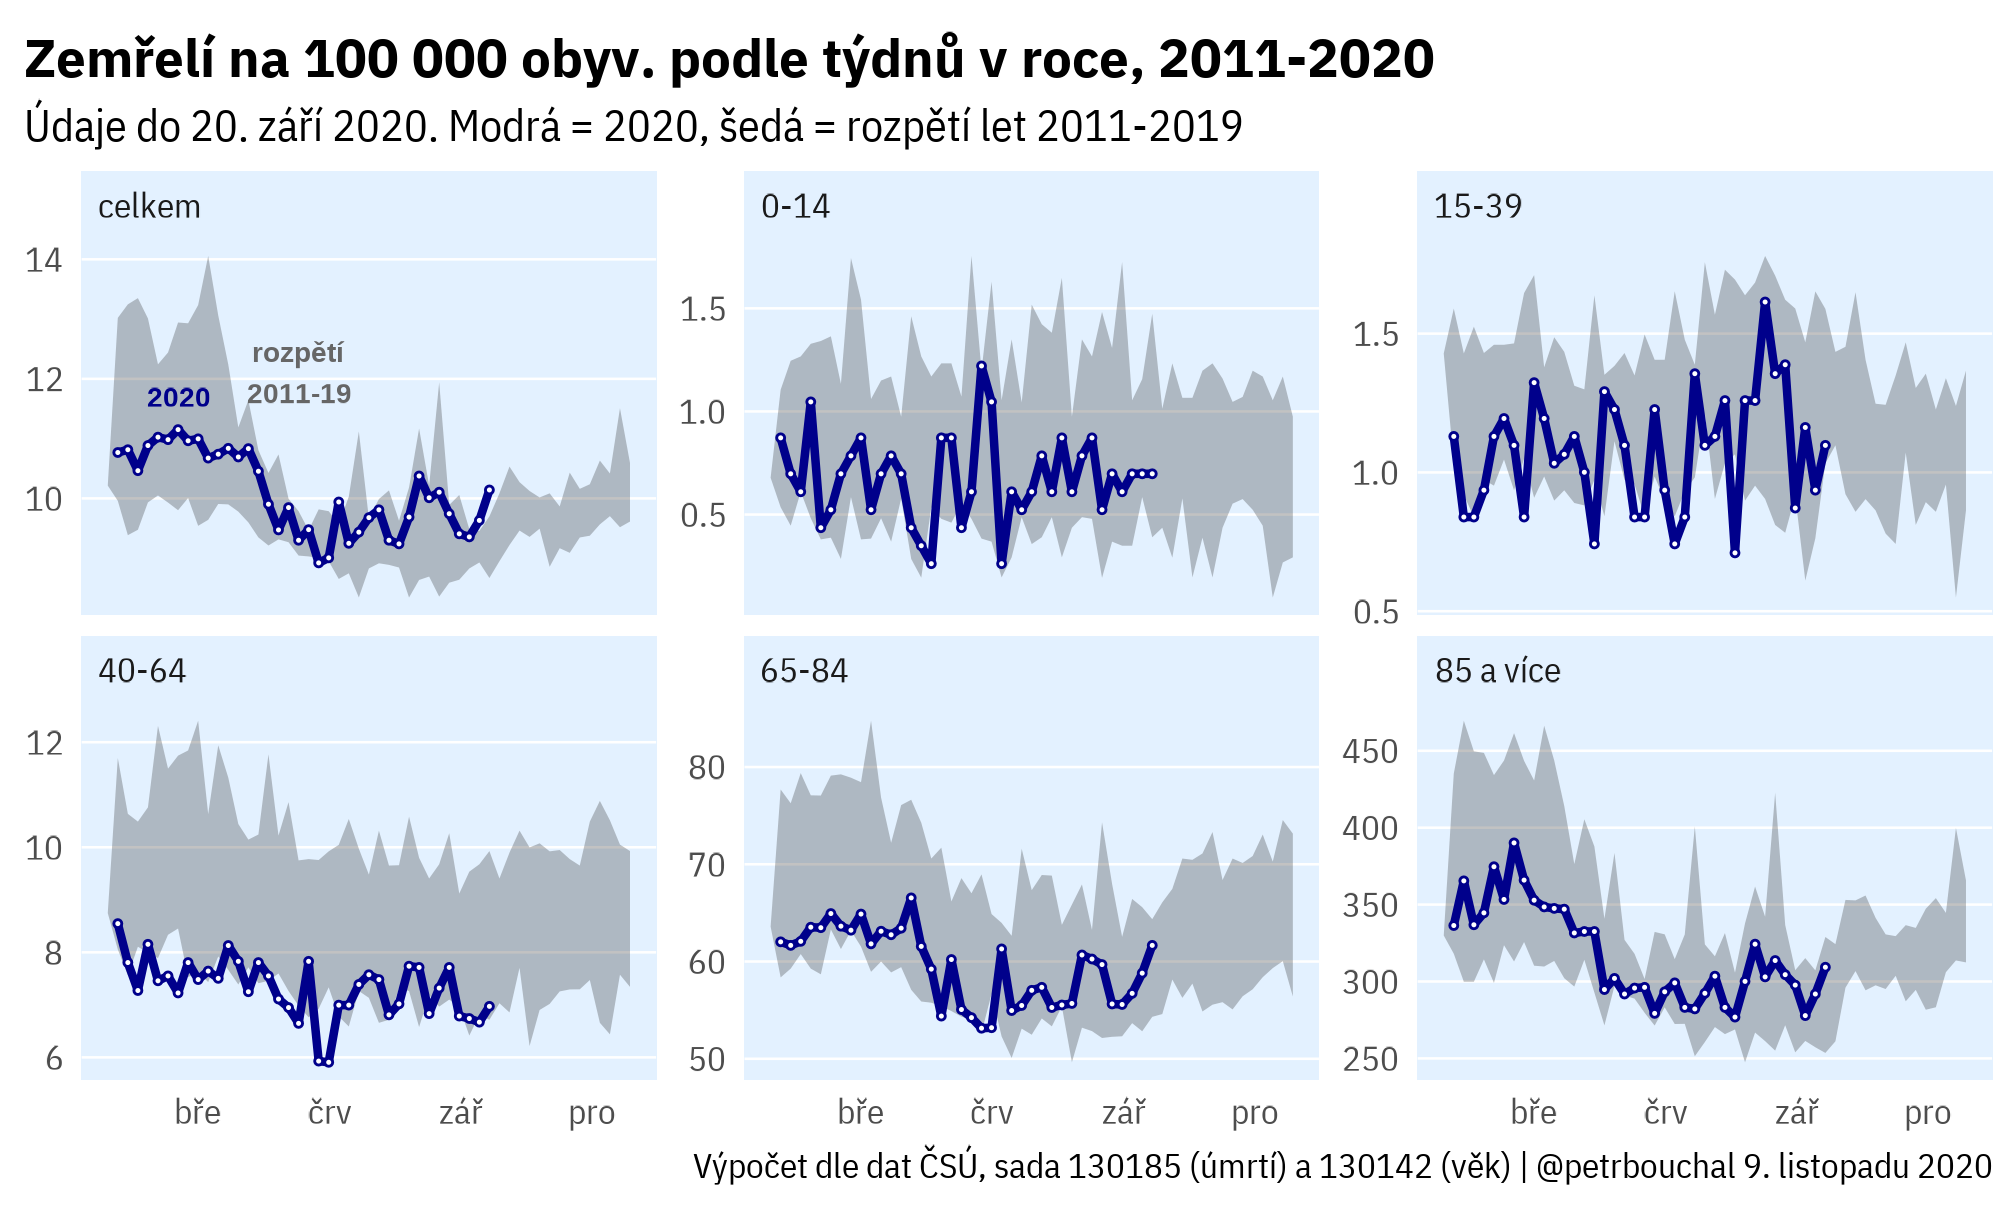 Zemřelí na 100 000 obyv. podle týdnů v roce, 2011-2020
Údaje do 20. září 2020. Modrá = 2020, šedá = rozpětí let 2011-2019
celkem
14
12
10
rozpětí
2011-19
2020
0-14
1.5
1.0
0.5
15-39
1.5
1.0
0.5
40-64
12
10
8
6
bře
črv
zář
pro
65-84
80
70
60
50
bře
črv
zář
pro
85 a více
450
400
350
300
250
bře
črv
zář
pro
Výpočet dle dat ČSÚ, sada 130185 (úmrtí) a 130142 (věk) | @petrbouchal 9. listopadu 2020